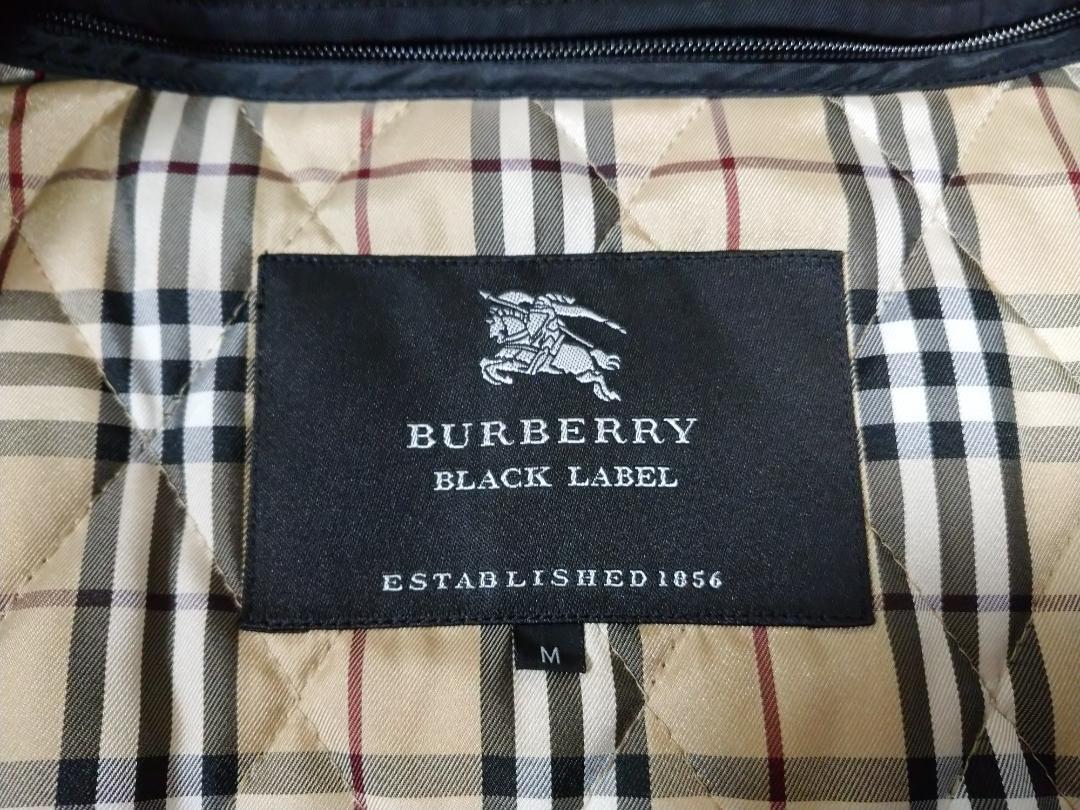 BURBERRY
BLACK LABEL
ESTABLISHED 1856
M